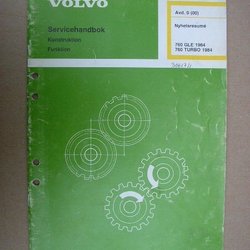 VOLVO
Servicehandbok
Konstruktion
Funktion
Avd. 0 (00)
Nyhetsresumé
760 GLE 1984
760 TURBO 1984